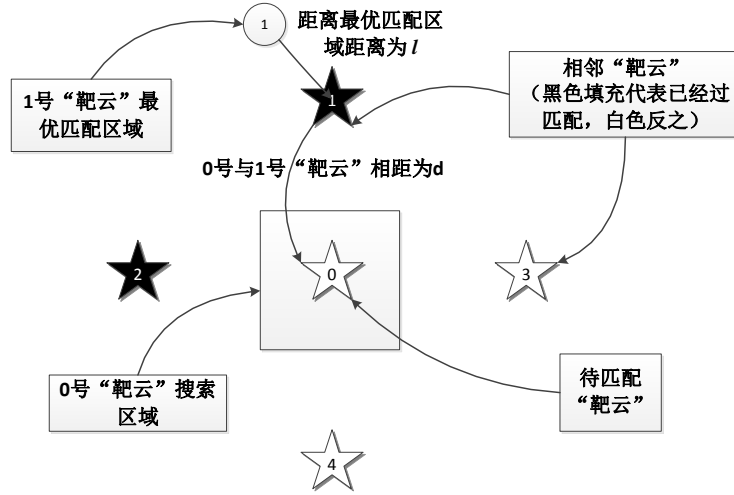 1
距离最优匹配区
域距离为 l
1
1号“靶云”最
优匹配区域
相邻“靶云”
（黑色填充代表已经过
匹配，白色反之）
0号与1号“靶云”相距为d
2
0
3
0号“靶云”搜索
区域
待匹配
“靶云”
4